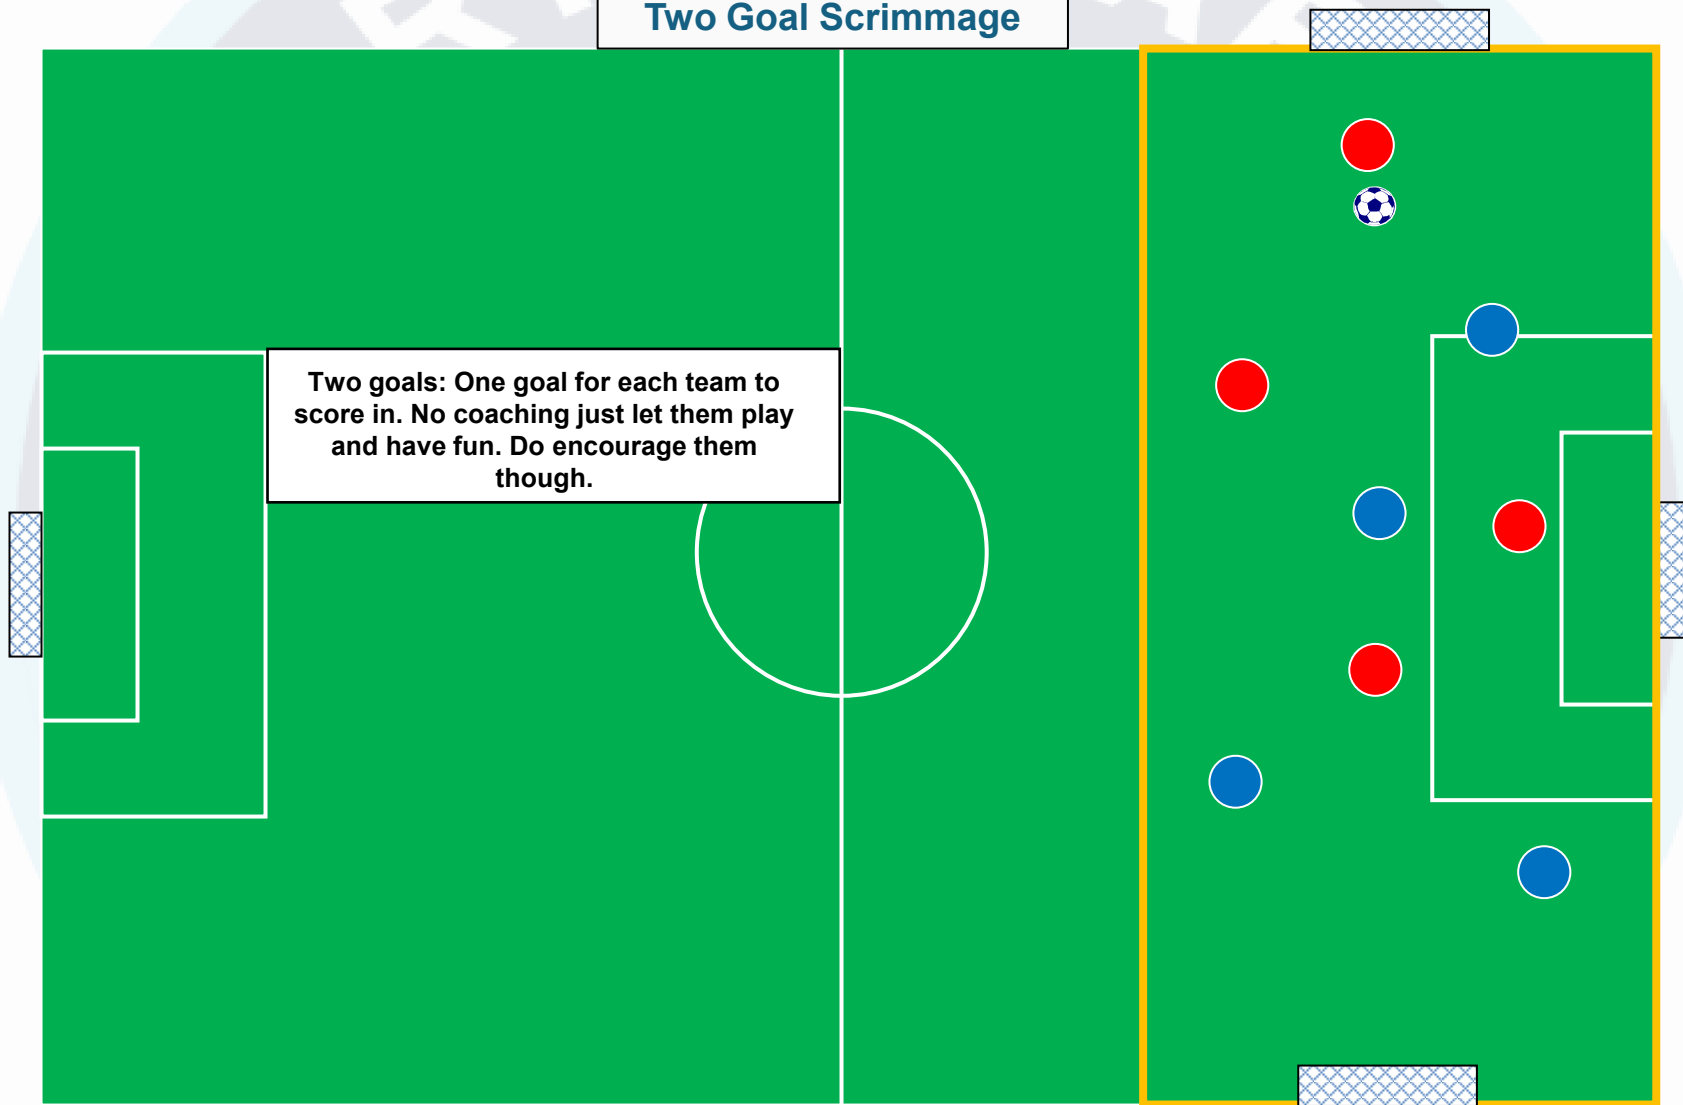 Two Goal Scrimmage
Two goals: One goal for each team to
score in. No coaching just let them play
and have fun. Do encourage them
though.